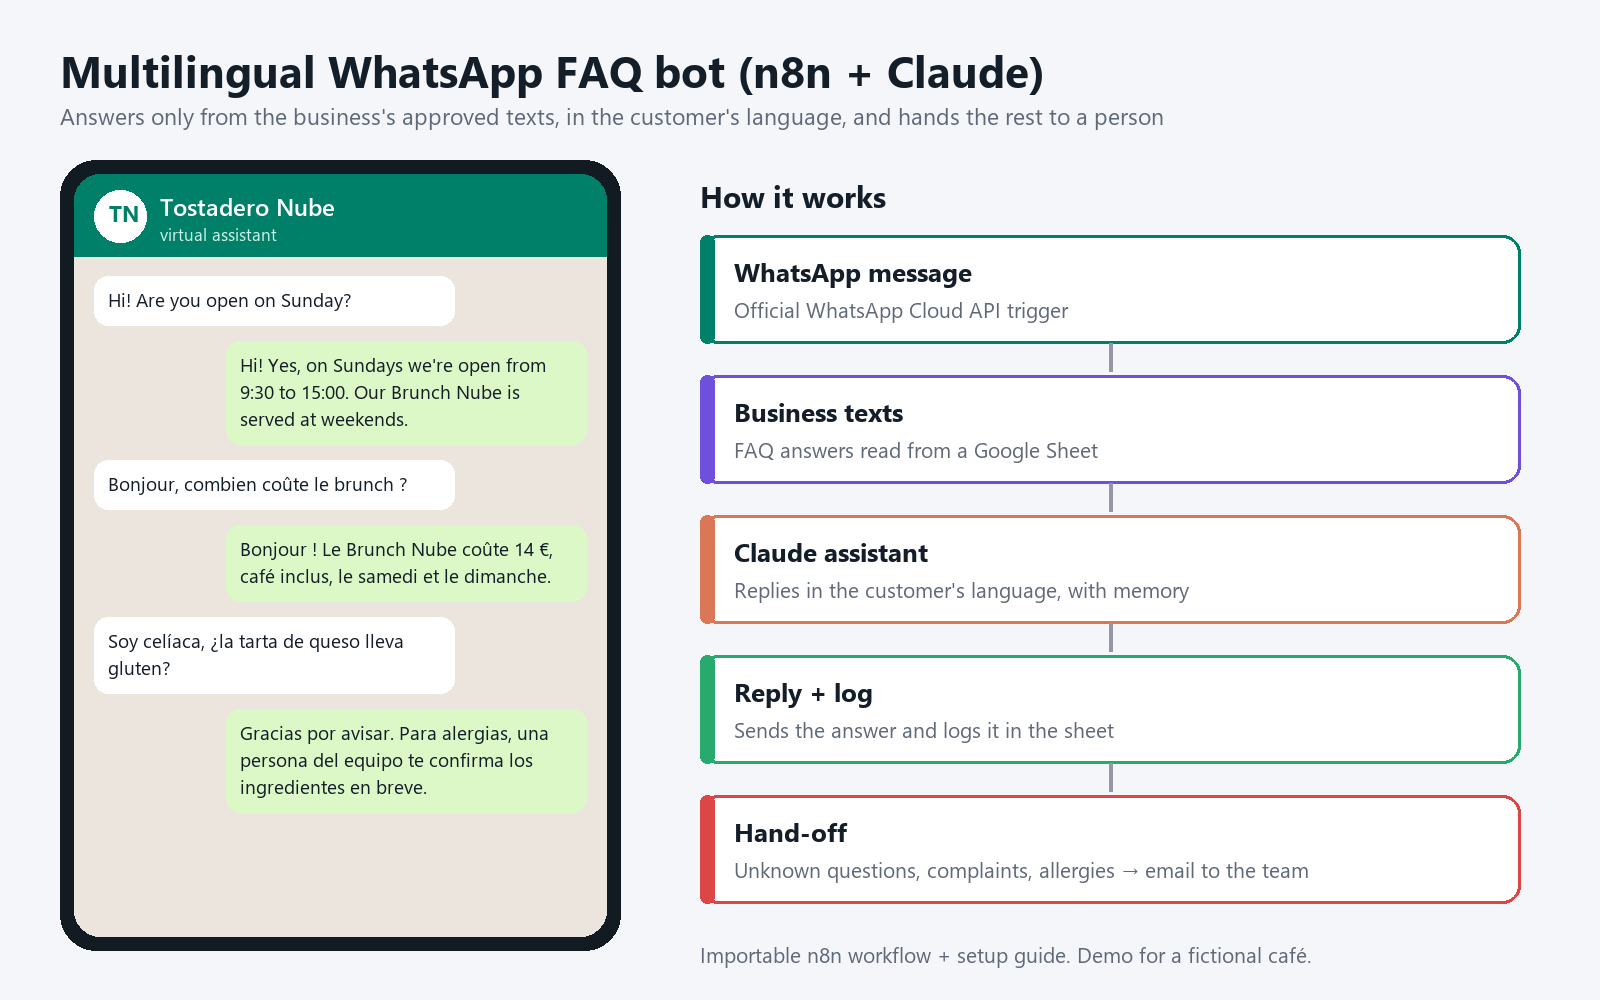 Multilingual WhatsApp FAQ bot (n8n + Claude)
Answers only from the business's approved texts, in the customer's language, and hands the rest to a person
TN
Tostadero Nube
virtual assistant
Hi! Are you open on Sunday?
Hi! Yes, on Sundays we're open from
9:30 to 15:00. Our Brunch Nube is
served at weekends.
Bonjour, combien coûte le brunch ?
Bonjour ! Le Brunch Nube coûte 14 €,
café inclus, le samedi et le dimanche.
Soy celíaca, ¿la tarta de queso lleva
gluten?
Gracias por avisar. Para alergias, una
persona del equipo te confirma los
ingredientes en breve.
How it works
WhatsApp message
Official WhatsApp Cloud API trigger
Business texts
FAQ answers read from a Google Sheet
Claude assistant
Replies in the customer's language, with memory
Reply + log
Sends the answer and logs it in the sheet
Hand-off
Unknown questions, complaints, allergies → email to the team
Importable n8n workflow + setup guide. Demo for a fictional café.